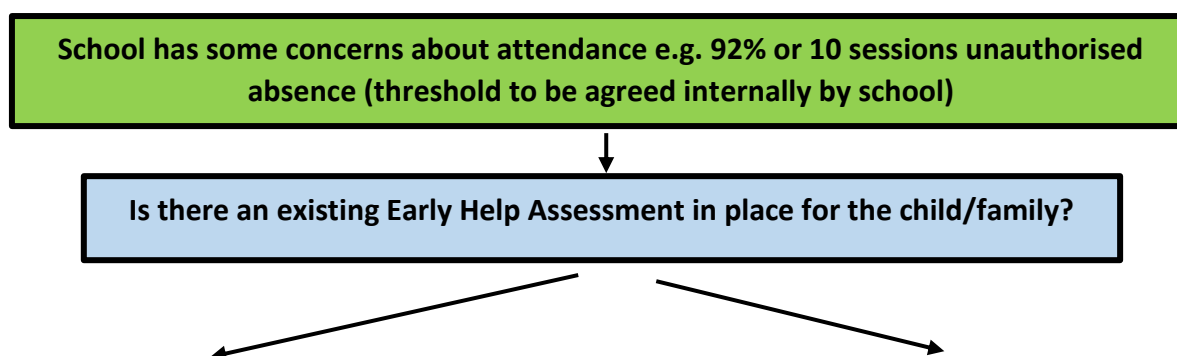 School has some concerns about attendance e.g. 92% or 10 sessions unauthorised
absence (threshold to be agreed internally by school)
Is there an existing Early Help Assessment in place for the child/family?